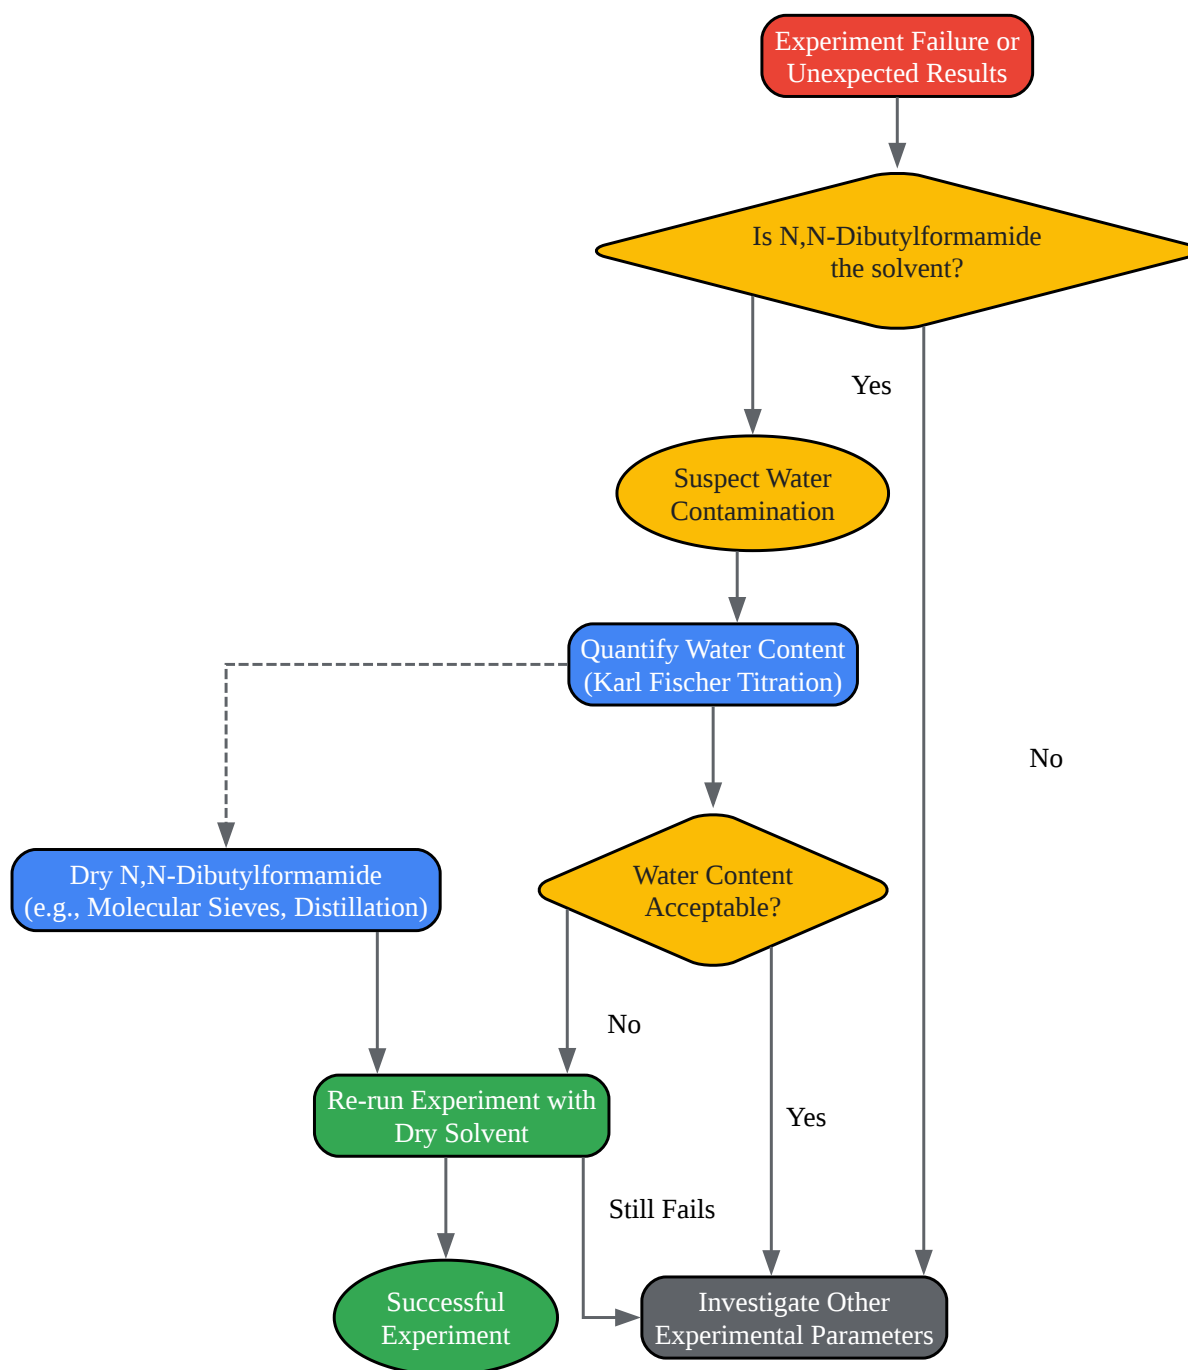 Experiment Failure or
Unexpected Results
Is N,N-Dibutylformamide
the solvent?
Yes
Suspect Water
Contamination
Quantify Water Content
(Karl Fischer Titration)
No
Dry N,N-Dibutylformamide
(e.g., Molecular Sieves, Distillation)
Water Content
Acceptable?
No
Re-run Experiment with
Dry Solvent
Yes
Still Fails
Successful
Experiment
Investigate Other
Experimental Parameters